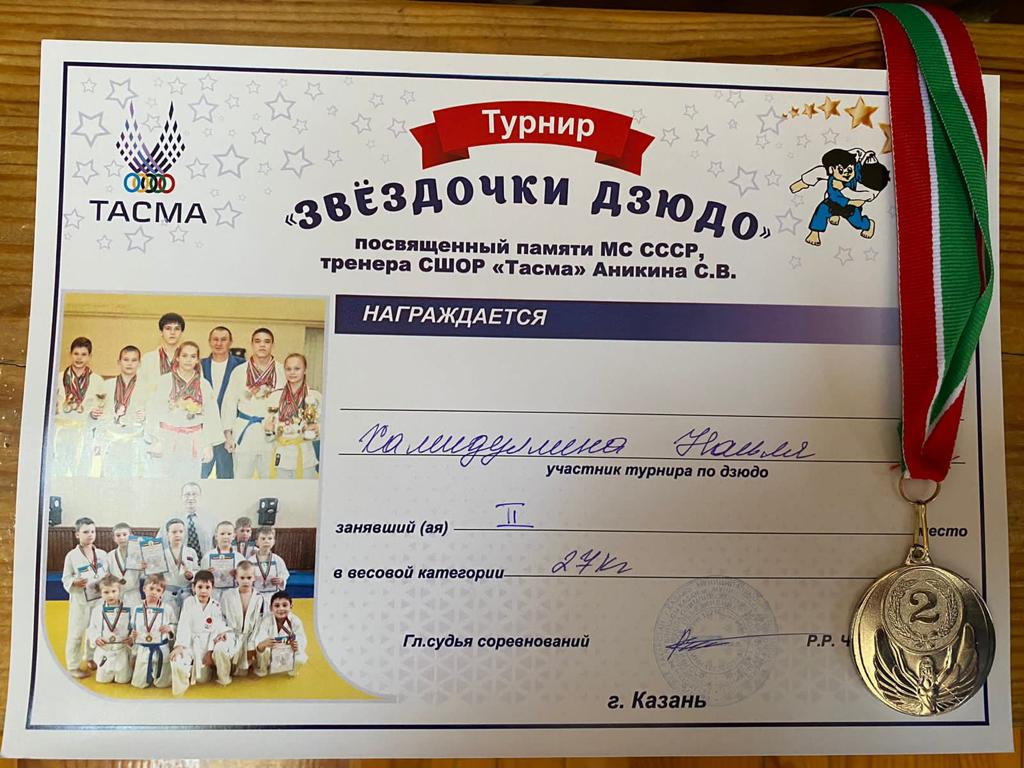 ТАСМА
Турнир
«ЗВЁЗДОЧКИ ДЗЮДО»
посвященный памяти МС СССР,
тренера СШОР «Тасма» Аникина С.В.
НАГРАЖДАЕТСЯ
Хамидуллина Наиля
участник турнира по дзюдо
занявший (ая) II место
в весовой категории 27кг
Гл.судья соревнований Р.Р. Ч
г. Казань
2